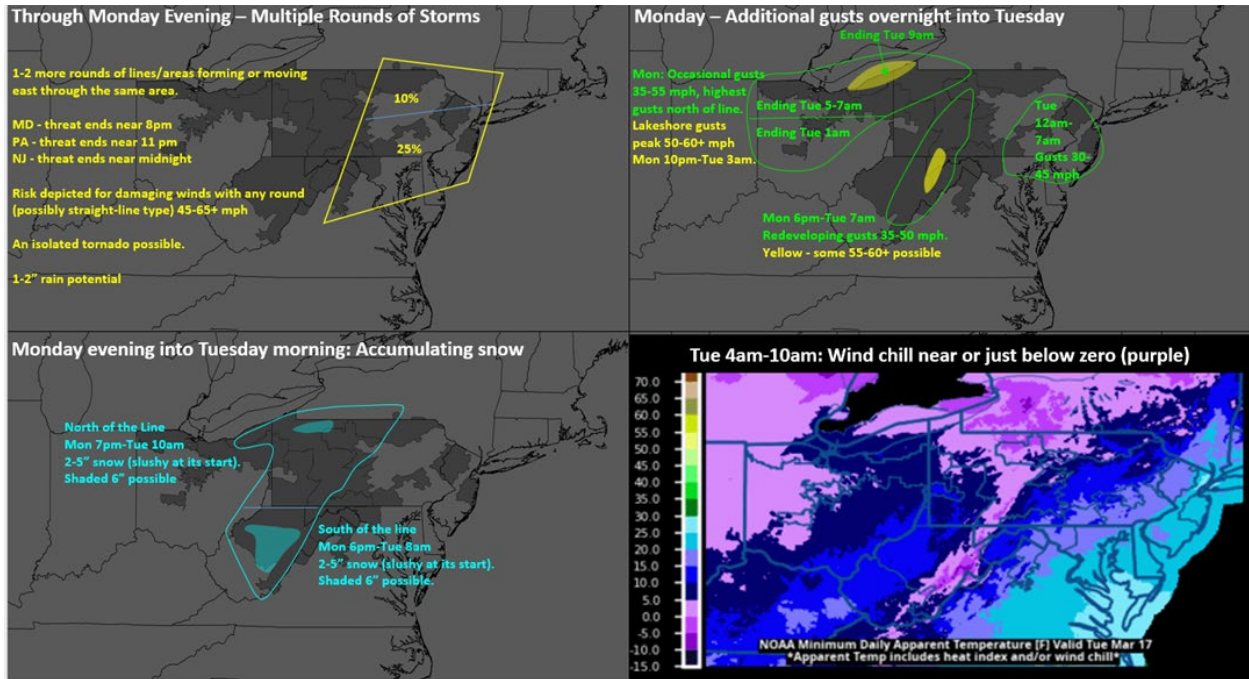 Through Monday Evening – Multiple Rounds of Storms
1-2 more rounds of lines/areas forming or moving
east through the same area.
MD - threat ends near 8pm
PA - threat ends near 11 pm
NJ - threat ends near midnight
Risk depicted for damaging winds with any round
(possibly straight-line type) 45-65+ mph
An isolated tornado possible.
1-2” rain potential
10%
25%
Monday – Additional gusts overnight into Tuesday
Ending Tue 9am
Mon: Occasional gusts
35-55 mph, highest
gusts north of line.
Lakeshore gusts
peak 50-60+ mph
Mon 10pm-Tue 3am.
Ending Tue 5-7am
Ending Tue 1am
Tue
12am-
7am
Gusts 30-
45 mph
Mon 6pm-Tue 7am
Redeveloping gusts 35-50 mph.
Yellow - some 55-60+ possible
Monday evening into Tuesday morning: Accumulating snow
North of the Line
Mon 7pm-Tue 10am
2-5” snow (slushy at its start).
Shaded 6” possible
South of the line
Mon 6pm-Tue 8am
2-5” snow (slushy at its start).
Shaded 6” possible.
Tue 4am-10am: Wind chill near or just below zero (purple)
70.0
65.0
60.0
55.0
50.0
45.0
40.0
35.0
30.0
25.0
20.0
15.0
10.0
5.0
0.0
-5.0
-10.0
-15.0
NOAA Minimum Daily Apparent Temperature [F] Valid Tue Mar 17
*Apparent Temp includes heat index and/or wind chill*